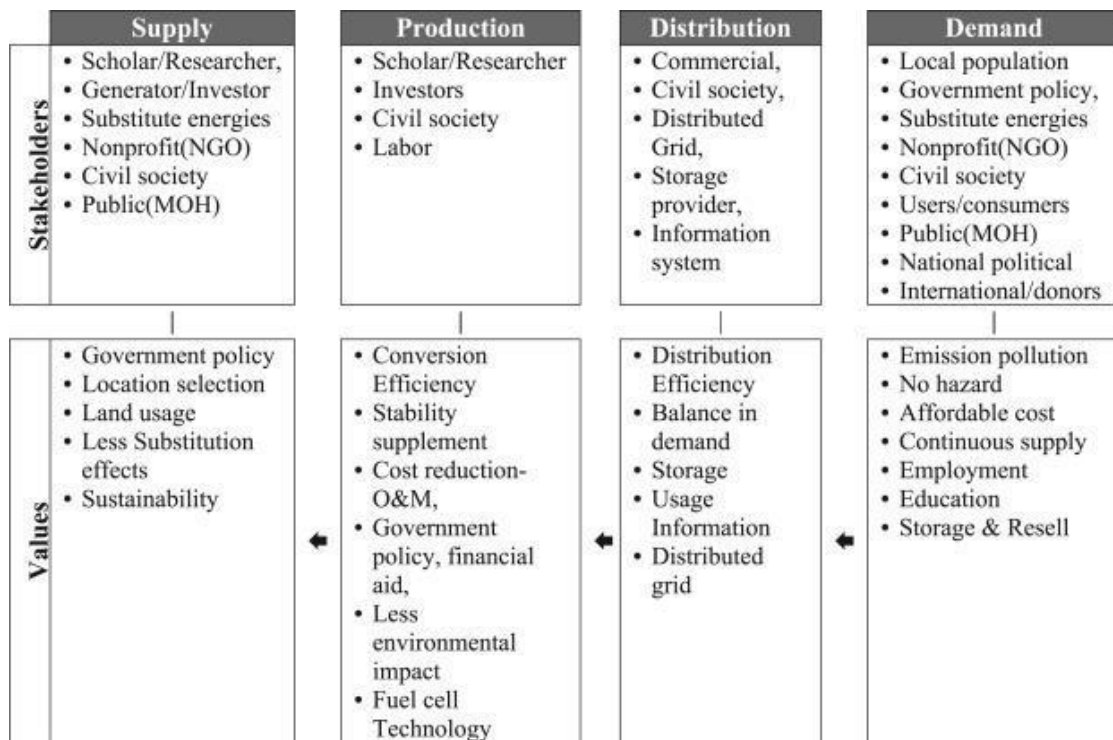 Supply
Production
Distribution
Demand
Stakeholders
• Scholar/Researcher,
• Generator/Investor
• Substitute energies
• Nonprofit(NGO)
• Civil society
• Public(MOH)
• Scholar/Researcher
• Investors
• Civil society
• Labor
• Commercial,
• Civil society,
• Distributed
Grid,
• Storage
provider,
• Information
system
• Local population
• Government policy,
• Substitute energies
• Nonprofit(NGO)
• Civil society
• Users/consumers
• Public(MOH)
• National political
• International/donors
Values
• Government policy
• Location selection
• Land usage
• Less Substitution
effects
• Sustainability
• Conversion
Efficiency
• Stability
supplement
• Cost reduction-
O&M,
• Government
policy, financial
aid,
• Less
environmental
impact
• Fuel cell
Technology
• Distribution
Efficiency
• Balance in
demand
• Storage
• Usage
Information
• Distributed
grid
• Emission pollution
• No hazard
• Affordable cost
• Continuous supply
• Employment
• Education
• Storage & Resell